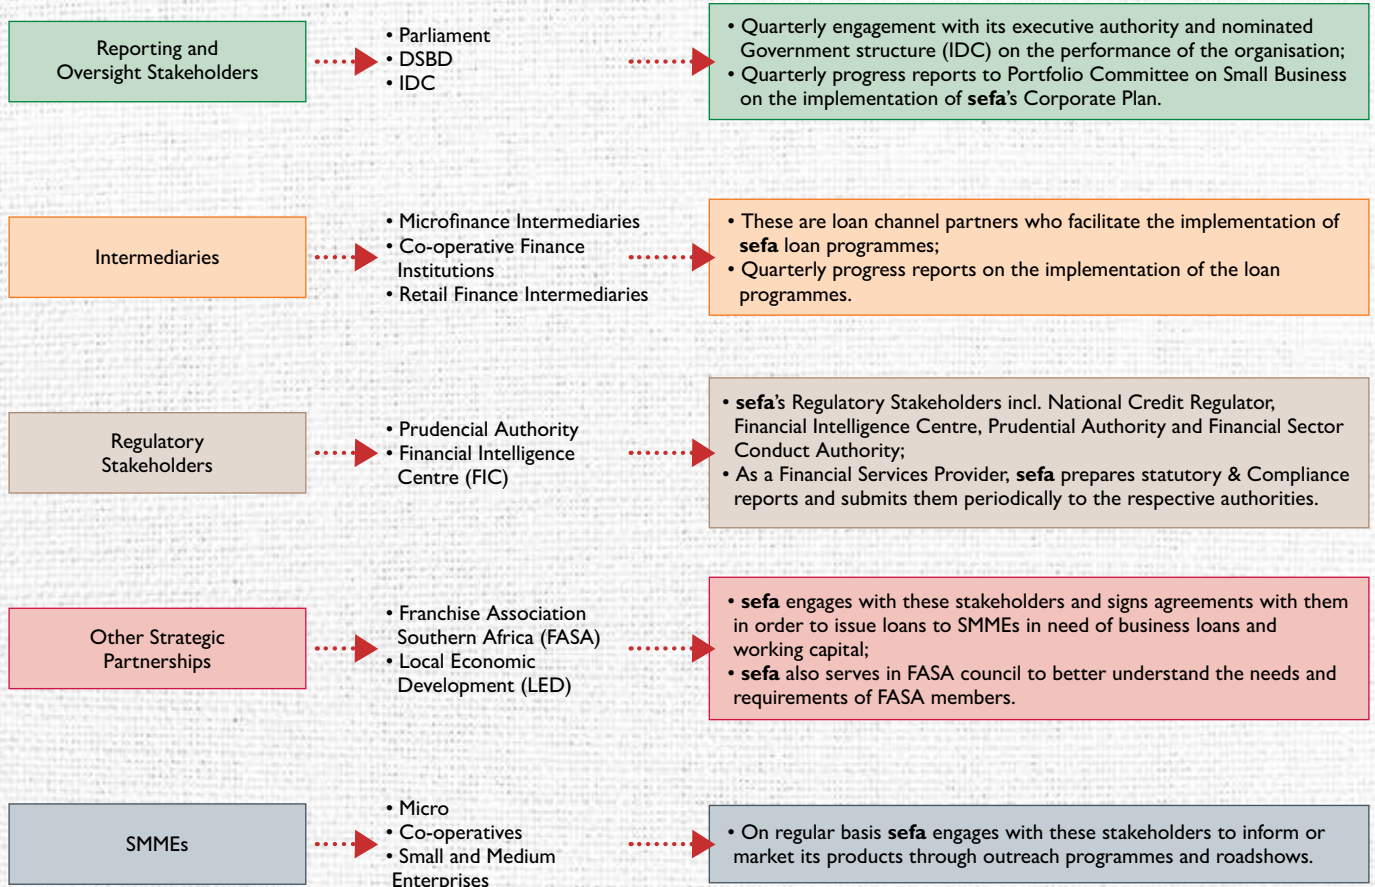 Reporting and
Oversight Stakeholders
• Parliament
• DSBD
• IDC
• Quarterly engagement with its executive authority and nominated
Government structure (IDC) on the performance of the organisation;
• Quarterly progress reports to Portfolio Committee on Small Business
on the implementation of sefa's Corporate Plan.
Intermediaries
• Microfinance Intermediaries
• Co-operative Finance
Institutions
• Retail Finance Intermediaries
• These are loan channel partners who facilitate the implementation of
sefa loan programmes;
• Quarterly progress reports on the implementation of the loan
programmes.
Regulatory
Stakeholders
• Prudencial Authority
• Financial Intelligence
Centre (FIC)
• sefa's Regulatory Stakeholders incl. National Credit Regulator,
Financial Intelligence Centre, Prudential Authority and Financial Sector
Conduct Authority;
• As a Financial Services Provider, sefa prepares statutory & Compliance
reports and submits them periodically to the respective authorities.
Other Strategic
Partnerships
• Franchise Association
Southern Africa (FASA)
• Local Economic
Development (LED)
• sefa engages with these stakeholders and signs agreements with them
in order to issue loans to SMMEs in need of business loans and
working capital;
• sefa also serves in FASA council to better understand the needs and
requirements of FASA members.
SMMEs
• Micro
• Co-operatives
• Small and Medium
Enterprises
• On regular basis sefa engages with these stakeholders to inform or
market its products through outreach programmes and roadshows.